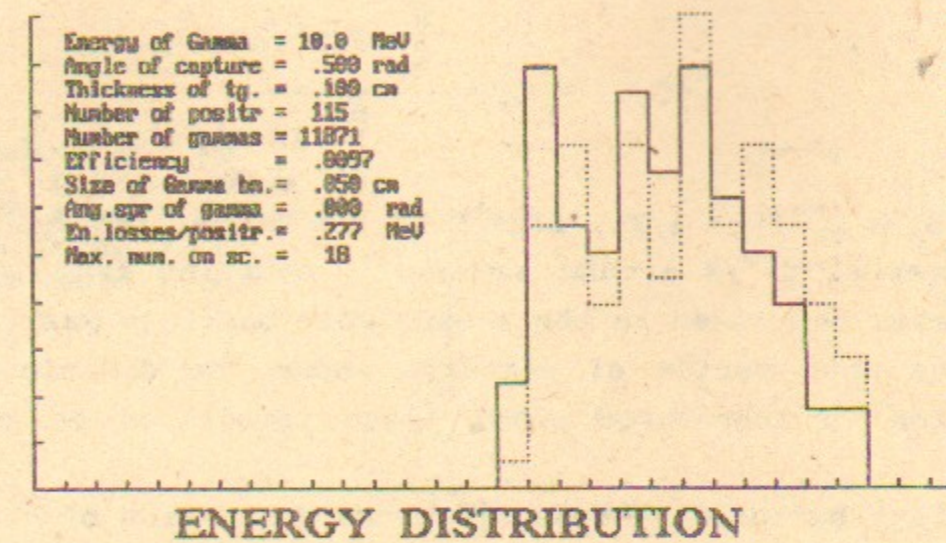 Energy of Gamma = 10.0 MeV
Angle of capture = .500 rad
Thickness of tg. = .100 cm
Number of positr = 115
Number of gammas = 11871
Efficiency = .0097
Size of Gamma bm.= .050 cm
Ang.spr of gamma = .000 rad
En.losses/positr.= .277 MeV
Max. num. on sc. = 18
ENERGY DISTRIBUTION